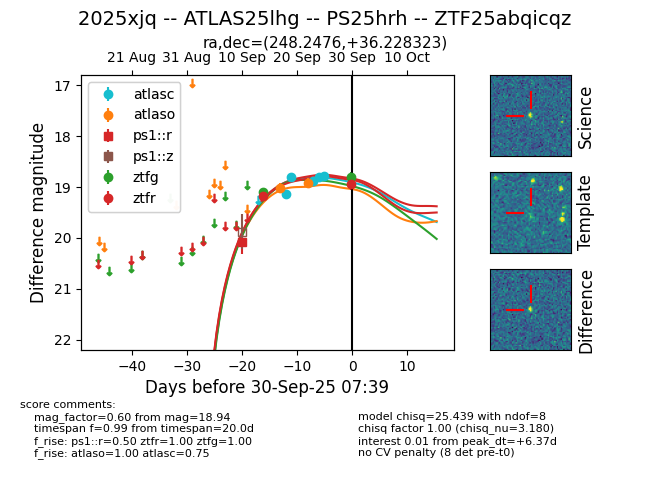 2025xjq -- ATLAS25lhg -- PS25hrh -- ZTF25abqicqz
ra,dec=(248.2476,+36.228323)
21 Aug 31 Aug 10 Sep 20 Sep 30 Sep 10 Oct
17
18
19
20
21
22
Difference magnitude
atlasc
atlaso
ps1::r
ps1::z
ztfg
ztfr
−40 −30 −20 −10 0 10
Days before 30-Sep-25 07:39
Science
Template
Difference
score comments:
mag_factor=0.60 from mag=18.94
timespan f=0.99 from timespan=20.0d
f_rise: ps1::r=0.50 ztfr=1.00 ztfg=1.00
f_rise: atlaso=1.00 atlasc=0.75
model chisq=25.439 with ndof=8
chisq factor 1.00 (chisq_nu=3.180)
interest 0.01 from peak_dt=+6.37d
no CV penalty (8 det pre-t0)